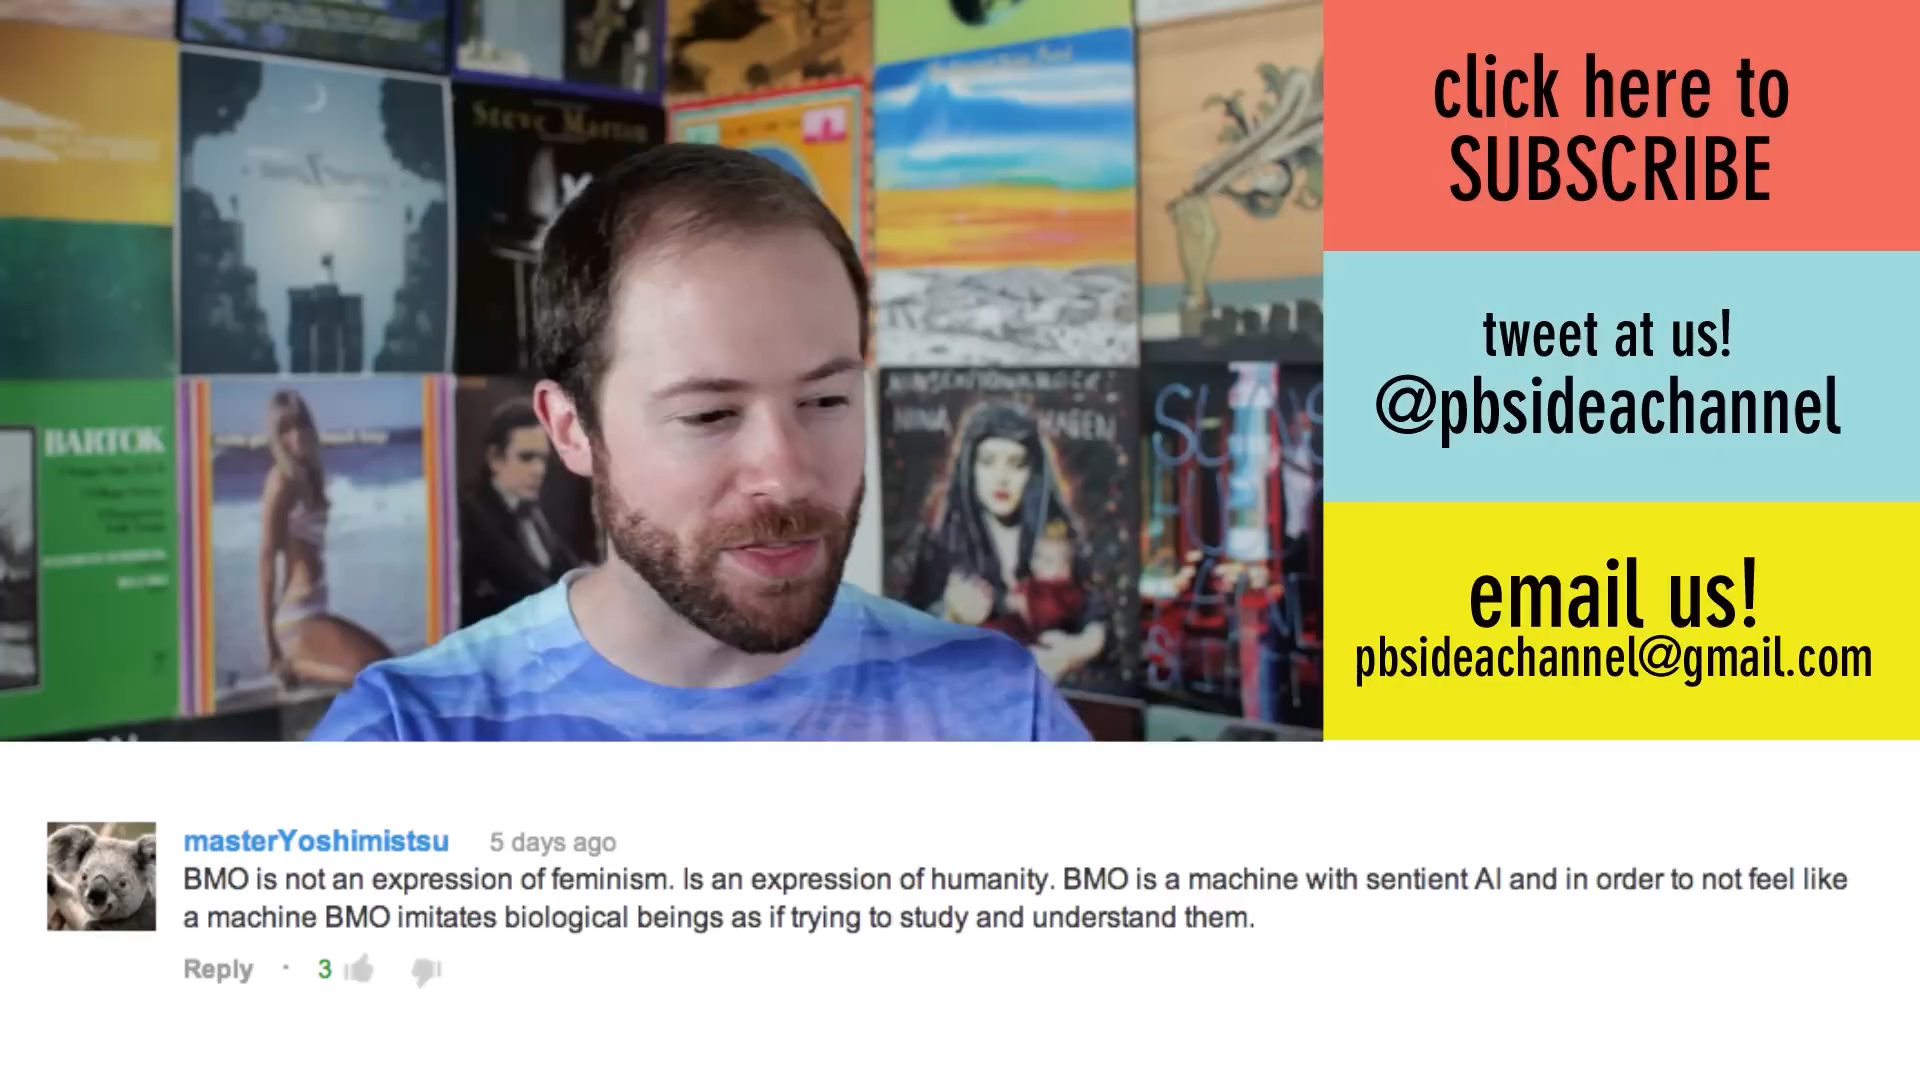 Steve Martin
BARTOK
NINA HAGEN
click here to
SUBSCRIBE
tweet at us!
@pbsideachannel
email us!
pbsideachannel@gmail.com
masterYoshimistsu 5 days ago
BMO is not an expression of feminism. Is an expression of humanity. BMO is a machine with sentient AI and in order to not feel like
a machine BMO imitates biological beings as if trying to study and understand them.
Reply · 3